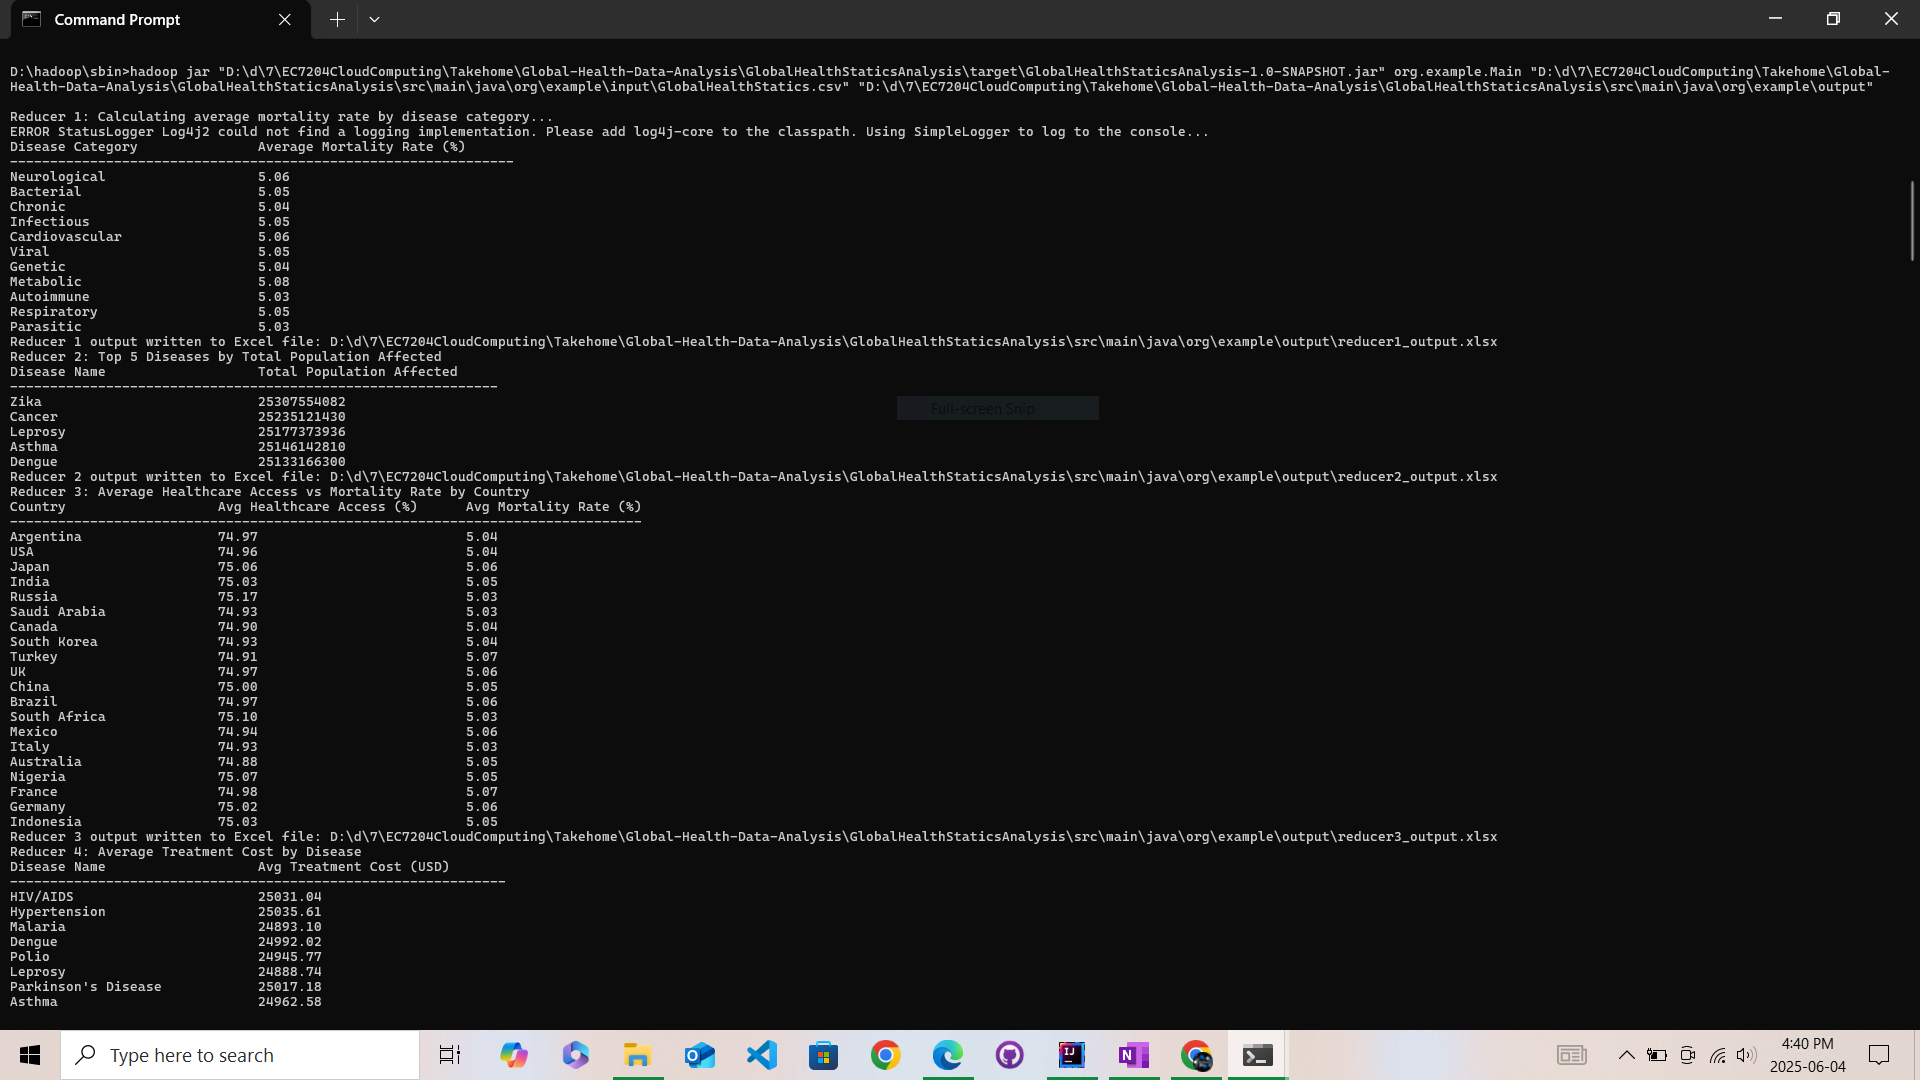 Command Prompt
D:\hadoop\sbin>hadoop jar "D:\d\7\EC7204CloudComputing\Takehome\Global-Health-Data-Analysis\GlobalHealthStaticsAnalysis\target\GlobalHealthStaticsAnalysis-1.0-SNAPSHOT.jar" org.example.Main "D:\d\7\EC7204CloudComputing\Takehome\Global-
Health-Data-Analysis\GlobalHealthStaticsAnalysis\src\main\java\org\example\input\GlobalHealthStatics.csv" "D:\d\7\EC7204CloudComputing\Takehome\Global-Health-Data-Analysis\GlobalHealthStaticsAnalysis\src\main\java\org\example\output"
Reducer 1: Calculating average mortality rate by disease category...
ERROR StatusLogger Log4j2 could not find a logging implementation. Please add log4j-core to the classpath. Using SimpleLogger to log to the console...
Disease Category Average Mortality Rate (%)
---------------------------------------------------------------
Neurological 5.06
Bacterial 5.05
Chronic 5.04
Infectious 5.05
Cardiovascular 5.06
Viral 5.05
Genetic 5.04
Metabolic 5.08
Autoimmune 5.03
Respiratory 5.05
Parasitic 5.03
Reducer 1 output written to Excel file: D:\d\7\EC7204CloudComputing\Takehome\Global-Health-Data-Analysis\GlobalHealthStaticsAnalysis\src\main\java\org\example\output\reducer1_output.xlsx
Reducer 2: Top 5 Diseases by Total Population Affected
Disease Name Total Population Affected
-------------------------------------------------------------
Zika 25307554082
Cancer 25235121430
Full-screen Snip
Leprosy 25177373936
Asthma 25146142810
Dengue 25133166300
Reducer 2 output written to Excel file: D:\d\7\EC7204CloudComputing\Takehome\Global-Health-Data-Analysis\GlobalHealthStaticsAnalysis\src\main\java\org\example\output\reducer2_output.xlsx
Reducer 3: Average Healthcare Access vs Mortality Rate by Country
Country Avg Healthcare Access (%) Avg Mortality Rate (%)
-------------------------------------------------------------------------------
Argentina 74.97 5.04
USA 74.96 5.04
Japan 75.06 5.06
India 75.03 5.05
Russia 75.17 5.03
Saudi Arabia 74.93 5.03
Canada 74.90 5.04
South Korea 74.93 5.04
Turkey 74.91 5.07
UK 74.97 5.06
China 75.00 5.05
Brazil 74.97 5.06
South Africa 75.10 5.03
Mexico 74.94 5.06
Italy 74.93 5.03
Australia 74.88 5.05
Nigeria 75.07 5.05
France 74.98 5.07
Germany 75.02 5.06
Indonesia 75.03 5.05
Reducer 3 output written to Excel file: D:\d\7\EC7204CloudComputing\Takehome\Global-Health-Data-Analysis\GlobalHealthStaticsAnalysis\src\main\java\org\example\output\reducer3_output.xlsx
Reducer 4: Average Treatment Cost by Disease
Disease Name Avg Treatment Cost (USD)
--------------------------------------------------------------
HIV/AIDS 25031.04
Hypertension 25035.61
Malaria 24893.10
Dengue 24992.02
Polio 24945.77
Leprosy 24888.74
Parkinson's Disease 25017.18
Asthma 24962.58
Type here to search
4:40 PM
2025-06-04